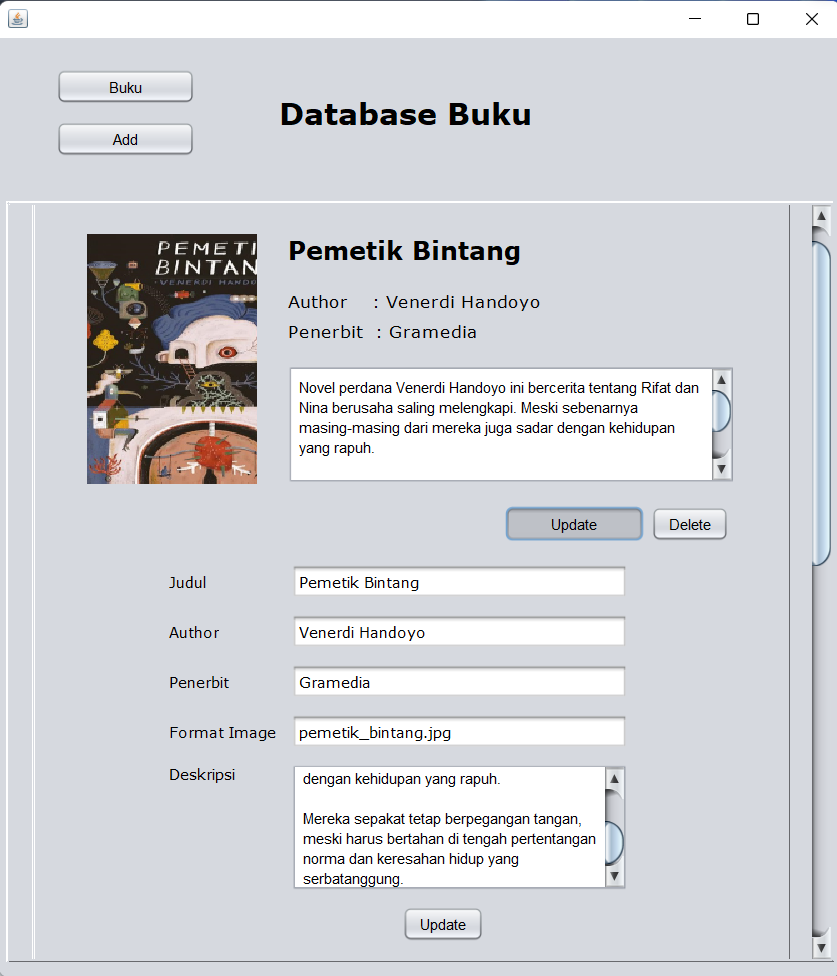 Buku
Add
Database Buku
PEMETI
BINTAN
VENERDI HANDO
Pemetik Bintang
Author : Venerdi Handoyo
Penerbit : Gramedia
Novel perdana Venerdi Handoyo ini bercerita tentang Rifat dan
Nina berusaha saling melengkapi. Meski sebenarnya
masing-masing dari mereka juga sadar dengan kehidupan
yang rapuh.
Update Delete
Judul Pemetik Bintang
Author Venerdi Handoyo
Penerbit Gramedia
Format Image pemetik_bintang.jpg
Deskripsi
dengan kehidupan yang rapuh.
Mereka sepakat tetap berpegangan tangan,
meski harus bertahan di tengah pertentangan
norma dan keresahan hidup yang
serbatanggung.
Update